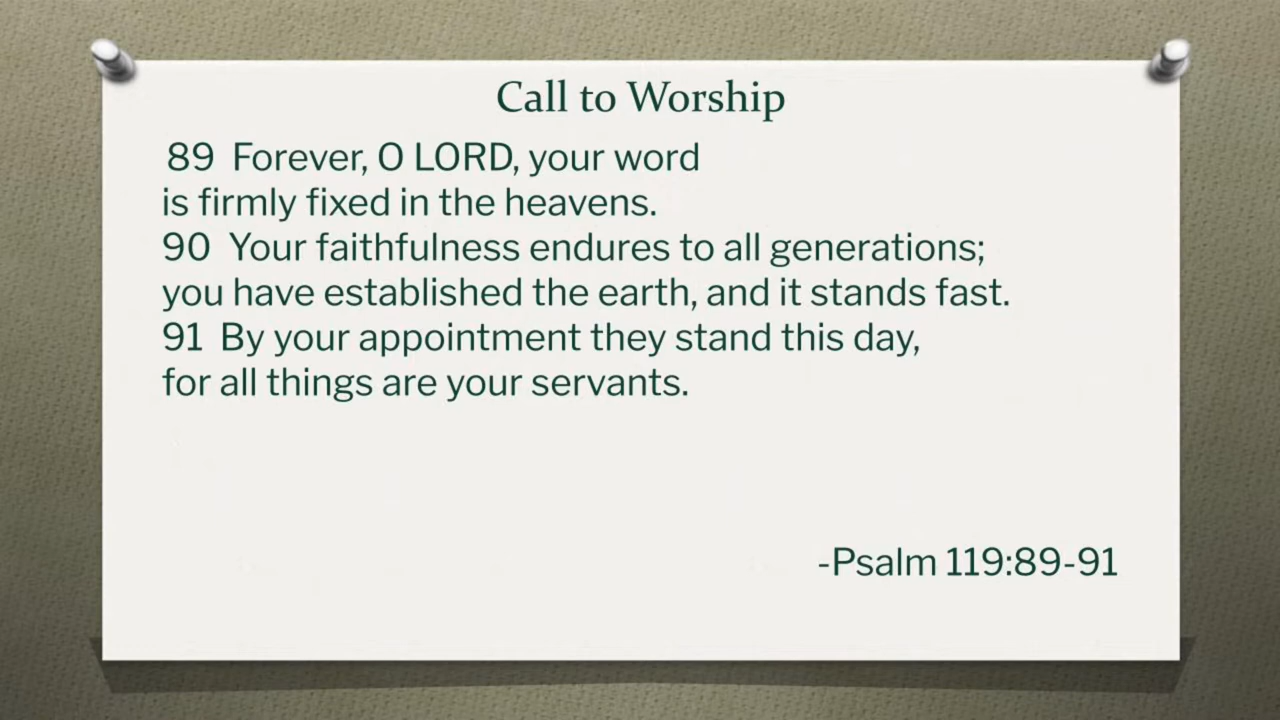 Call to Worship
89 Forever, O LORD, your word
is firmly fixed in the heavens.
90 Your faithfulness endures to all generations;
you have established the earth, and it stands fast.
91 By your appointment they stand this day,
for all things are your servants.
-Psalm 119:89-91